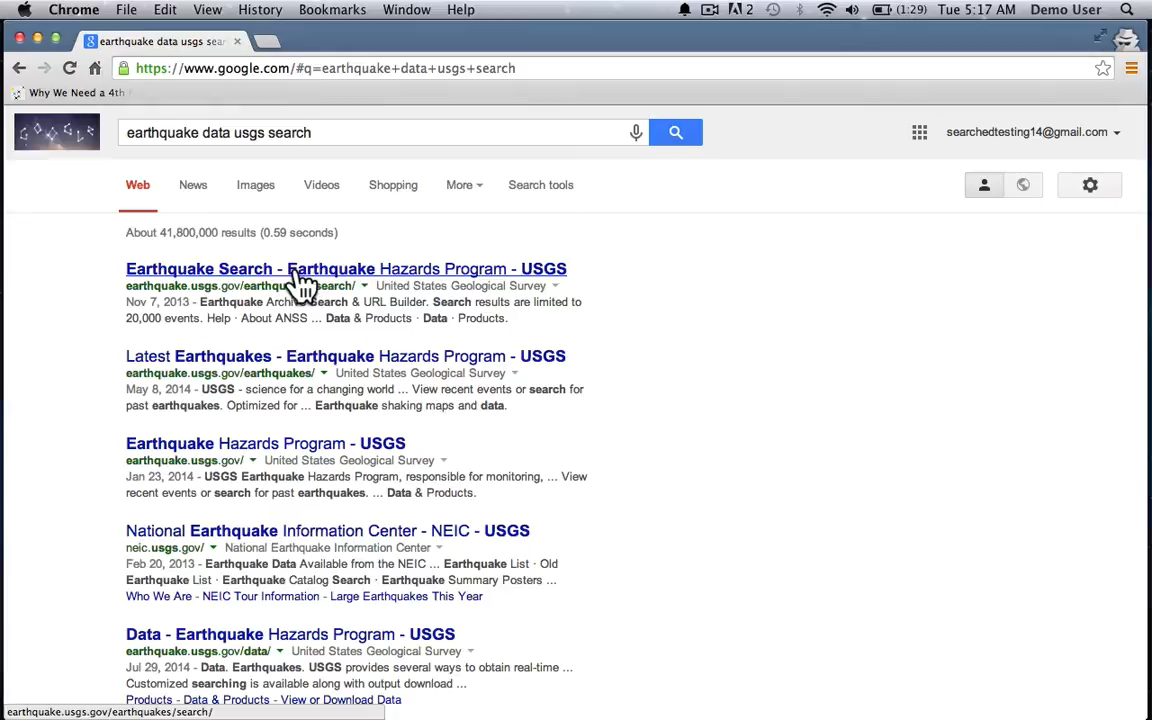 Chrome File Edit View History Bookmarks Window Help 2 (1:29) Tue 5:17 AM Demo User
earthquake data usgs sear
https://www.google.com/#q=earthquake+data+usgs+search
Why We Need a 4th
GOOGLE earthquake data usgs search searchedtesting14@gmail.com
Web News Images Videos Shopping More Search tools
About 41,800,000 results (0.59 seconds)
Earthquake Search - Earthquake Hazards Program - USGS
earthquake.usgs.gov/earthqu search/ United States Geological Survey
Nov 7, 2013 - Earthquake Archi Search & URL Builder. Search results are limited to
20,000 events. Help · About ANSS ... Data & Products · Data · Products.
Latest Earthquakes - Earthquake Hazards Program - USGS
earthquake.usgs.gov/earthquakes/ United States Geological Survey
May 8, 2014 - USGS - science for a changing world ... View recent events or search for
past earthquakes. Optimized for ... Earthquake shaking maps and data.
Earthquake Hazards Program - USGS
earthquake.usgs.gov/ United States Geological Survey
Jan 23, 2014 - USGS Earthquake Hazards Program, responsible for monitoring, ... View
recent events or search for past earthquakes. ... Data & Products.
National Earthquake Information Center - NEIC - USGS
neic.usgs.gov/ National Earthquake Information Center
Feb 20, 2013 - Earthquake Data Available from the NEIC ... Earthquake List · Old
Earthquake List · Earthquake Catalog Search · Earthquake Summary Posters ...
Who We Are - NEIC Tour Information - Large Earthquakes This Year
Data - Earthquake Hazards Program - USGS
earthquake.usgs.gov/data/ United States Geological Survey
Jul 29, 2014 - Data. Earthquakes. USGS provides several ways to obtain real-time ...
Customized searching is available along with output download ...
Products - Data & Products - View or Download Data
earthquake.usgs.gov/earthquakes/search/